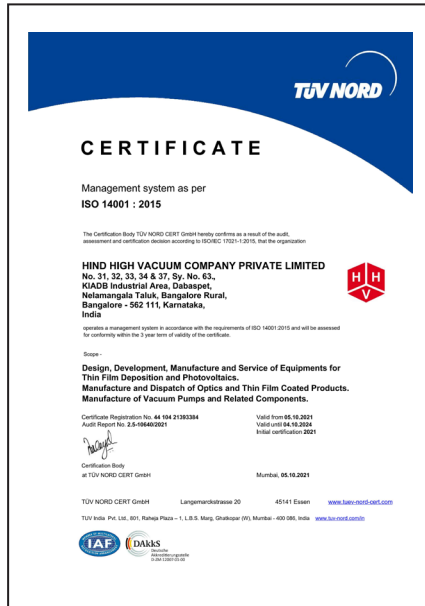 TÜV NORD
CERTIFICATE
Management system as per
ISO 14001 : 2015
The Certification Body TÜV NORD CERT GmbH hereby confirms as a result of the audit,
assessment and certification decision according to ISO/IEC 17021-1:2015, that the organization
HIND HIGH VACUUM COMPANY PRIVATE LIMITED
No. 31, 32, 33, 34 & 37, Sy. No. 63.,
KIADB Industrial Area, Dabaspet,
Nelamangala Taluk, Bangalore Rural,
Bangalore - 562 111, Karnataka,
India
H H
V
operates a management system in accordance with the requirements of ISO 14001:2015 and will be assessed
for conformity within the 3 year term of validity of the certificate.
Scope -
Design, Development, Manufacture and Service of Equipments for
Thin Film Deposition and Photovoltaics.
Manufacture and Dispatch of Optics and Thin Film Coated Products.
Manufacture of Vacuum Pumps and Related Components.
Certificate Registration No. 44 104 21393384
Audit Report No. 2.5-10640/2021
Valid from 05.10.2021
Valid until 04.10.2024
Initial certification 2021
Certification Body
at TÜV NORD CERT GmbH
Mumbai, 05.10.2021
TÜV NORD CERT GmbH Langemarckstrasse 20 45141 Essen www.tuev-nord-cert.com
TUV India Pvt. Ltd., 801, Raheja Plaza – 1, L.B.S. Marg, Ghatkopar (W), Mumbai - 400 086, India www.tuv-nord.com/in
IAF
DAkkS
Deutsche
Akkreditierungsstelle
D-ZM-12007-01-00